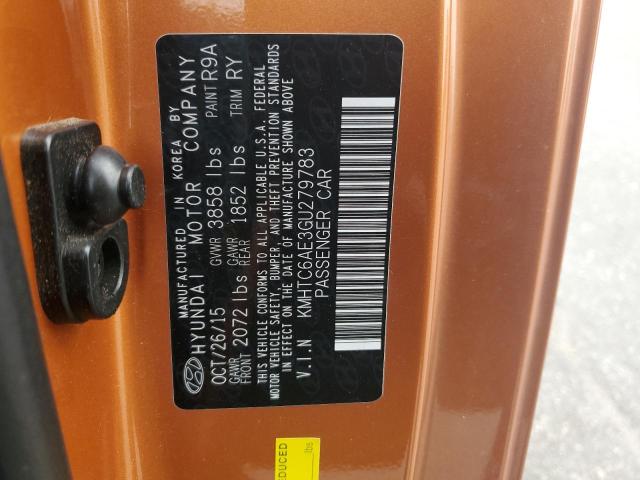 MANUFACTURED IN KOREA BY
HYUNDAI MOTOR COMPANY
OCT/26/15 GVWR 3858 lbs PAINT R9A
GAWR FRONT 2072 lbs GAWR REAR 1852 lbs TRIM RY
THIS VEHICLE CONFORMS TO ALL APPLICABLE U.S.A. FEDERAL
MOTOR VEHICLE SAFETY, BUMPER, AND THEFT PREVENTION STANDARDS
IN EFFECT ON THE DATE OF MANUFACTURE SHOWN ABOVE
V.I.N KMHTC6AE3GU279783
PASSENGER CAR
DUCED
lbs